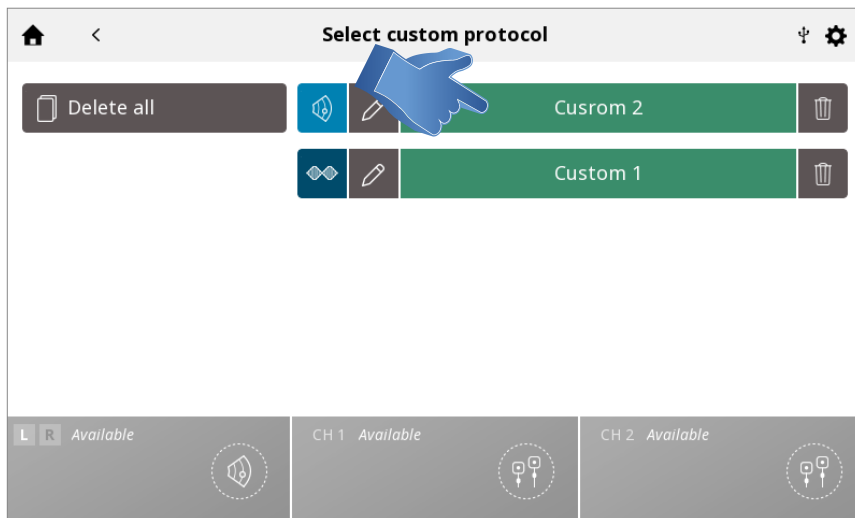 Select custom protocol
Delete all
Cusrom 2
Custom 1
L R Available
CH 1 Available
CH 2 Available